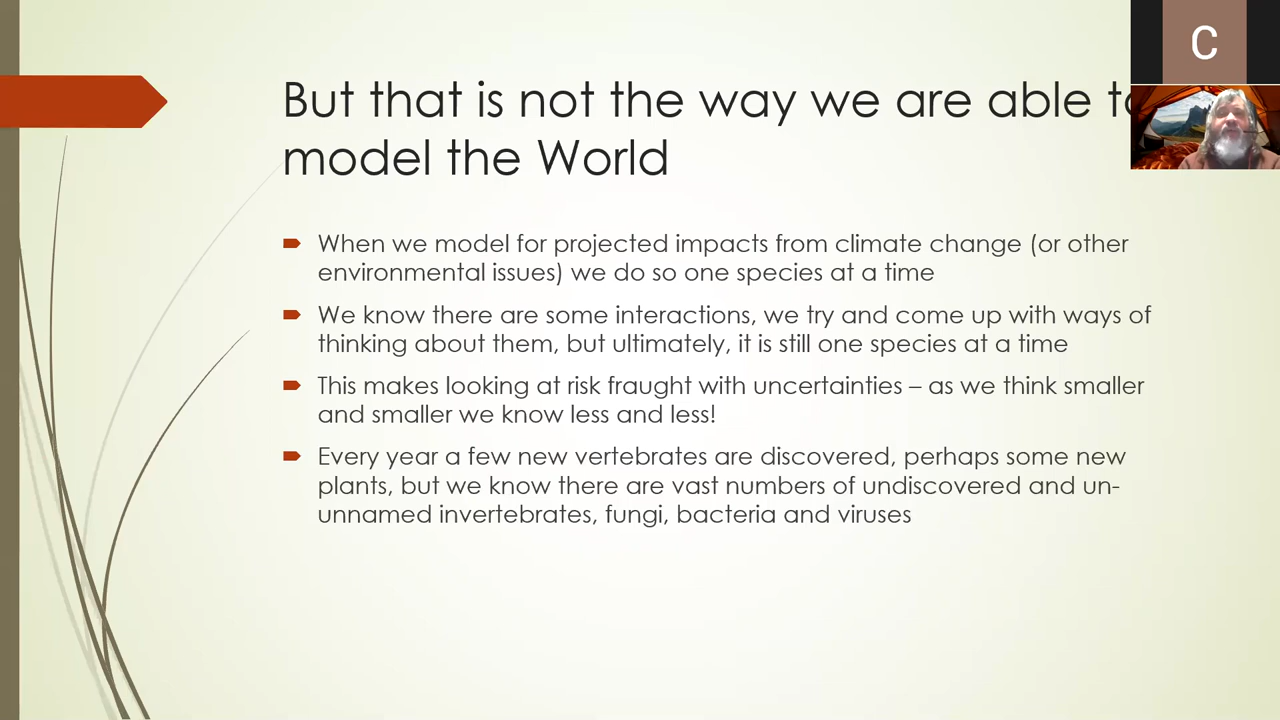 But that is not the way we are able to
model the World
When we model for projected impacts from climate change (or other
environmental issues) we do so one species at a time
We know there are some interactions, we try and come up with ways of
thinking about them, but ultimately, it is still one species at a time
This makes looking at risk fraught with uncertainties – as we think smaller
and smaller we know less and less!
Every year a few new vertebrates are discovered, perhaps some new
plants, but we know there are vast numbers of undiscovered and un-
unnamed invertebrates, fungi, bacteria and viruses
C